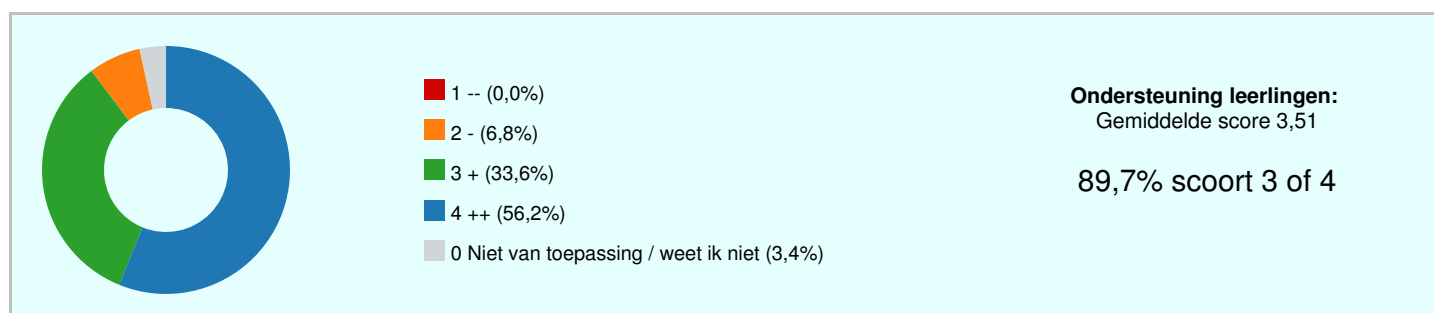 1 -- (0,0%)
2 - (6,8%)
3 + (33,6%)
4 ++ (56,2%)
0 Niet van toepassing / weet ik niet (3,4%)
Ondersteuning leerlingen:
Gemiddelde score 3,51
89,7% scoort 3 of 4